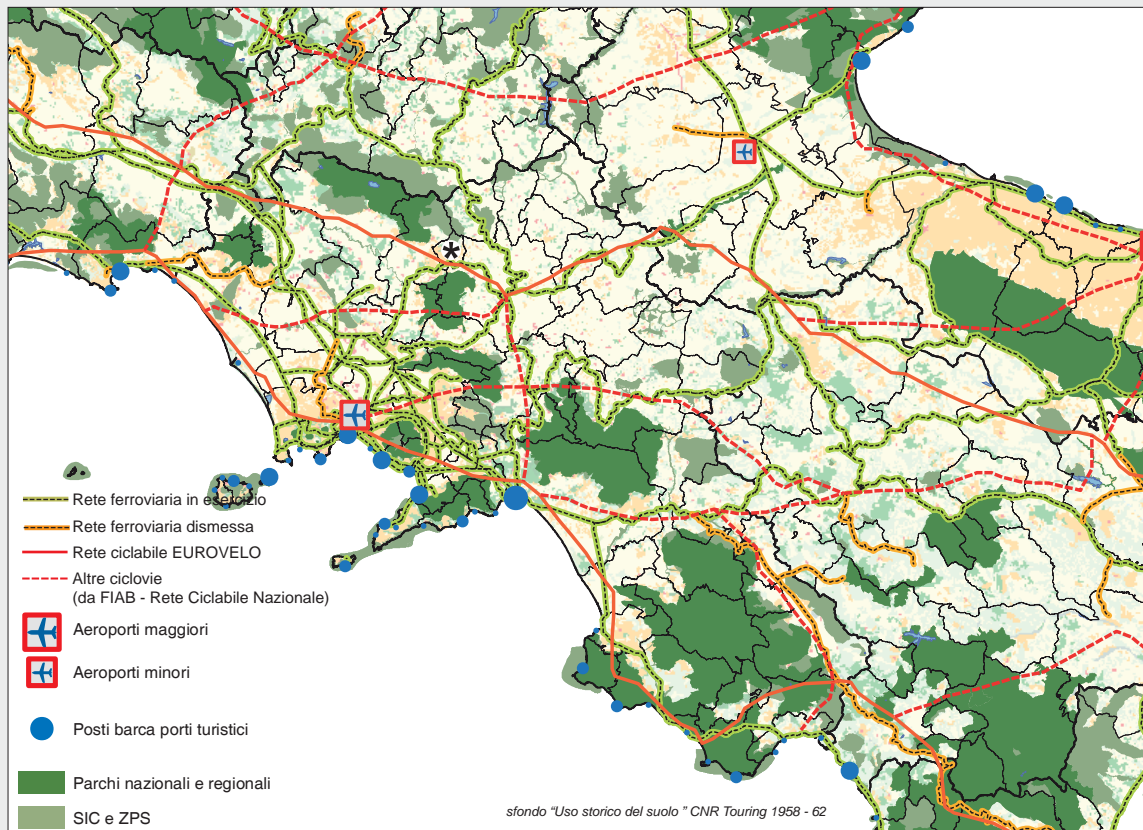 *
Rete ferroviaria in esercizio
Rete ferroviaria dismessa
Rete ciclabile EUROVELO
Altre ciclovie
(da FIAB - Rete Ciclabile Nazionale)
Aeroporti maggiori
Aeroporti minori
Posti barca porti turistici
Parchi nazionali e regionali
SIC e ZPS
sfondo “Uso storico del suolo ” CNR Touring 1958 - 62